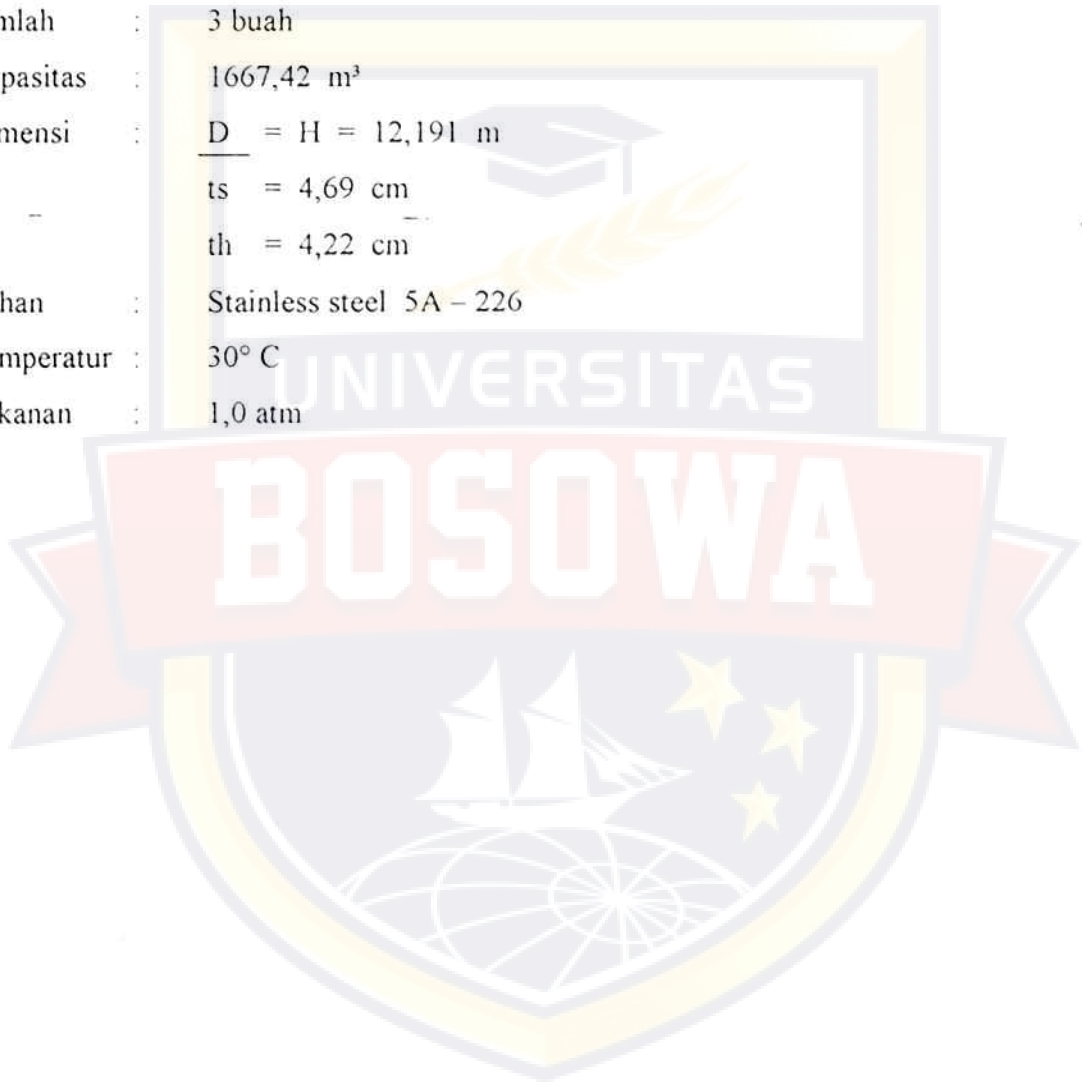 mlah : 3 buah
pasitas : 1667,42 m³
mensi : D = H = 12,191 m
ts = 4,69 cm
th = 4,22 cm
han : Stainless steel 5A – 226
mperatur : 30° C
kanan : 1,0 atm
UNIVERSITAS
BOSOWA